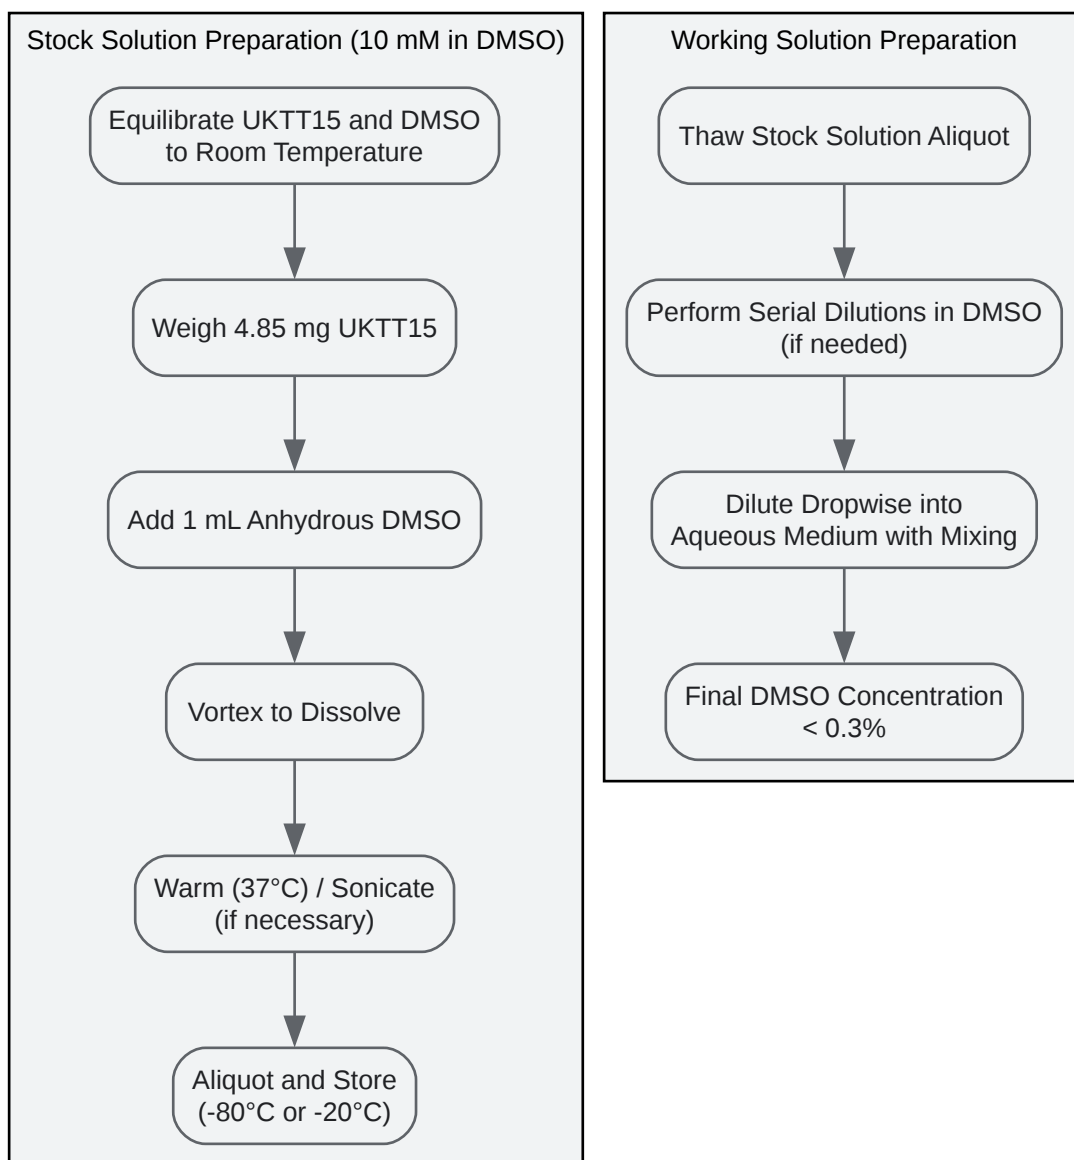 Stock Solution Preparation (10 mM in DMSO)
Equilibrate UKTT15 and DMSO
to Room Temperature
Weigh 4.85 mg UKTT15
Add 1 mL Anhydrous DMSO
Vortex to Dissolve
Warm (37°C) / Sonicate
(if necessary)
Aliquot and Store
(-80°C or -20°C)
Working Solution Preparation
Thaw Stock Solution Aliquot
Perform Serial Dilutions in DMSO
(if needed)
Dilute Dropwise into
Aqueous Medium with Mixing
Final DMSO Concentration
< 0.3%